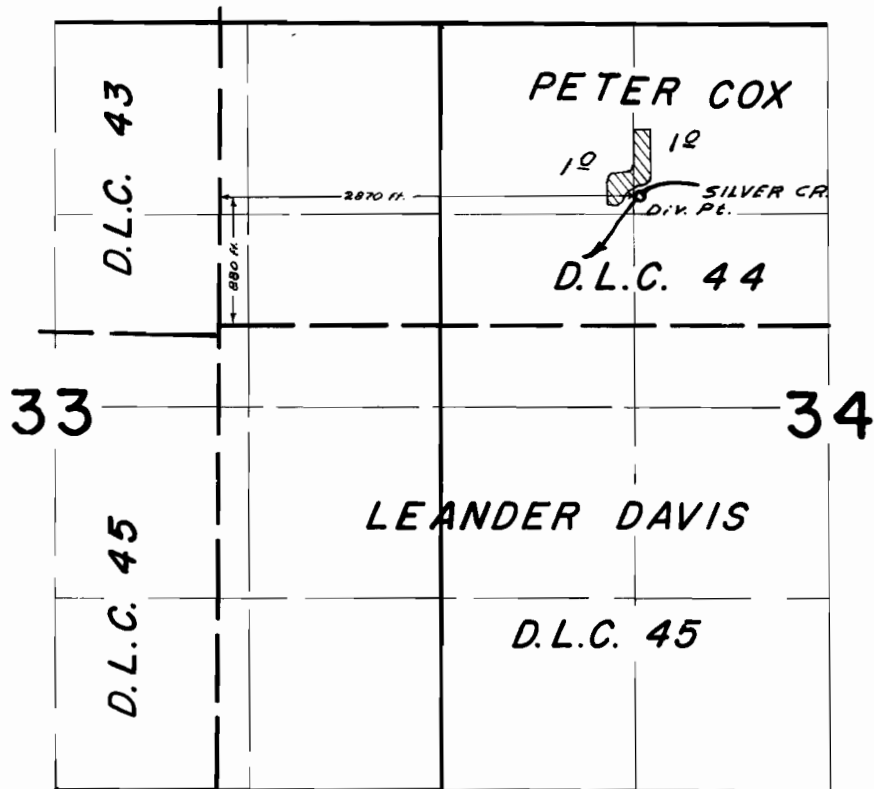 PETER COX
D.L.C. 43
1º
1º
2870 ft.
SILVER CR.
Div. Pt.
880 ft.
D.L.C. 44
33
34
LEANDER DAVIS
D.L.C. 45
D.L.C. 45